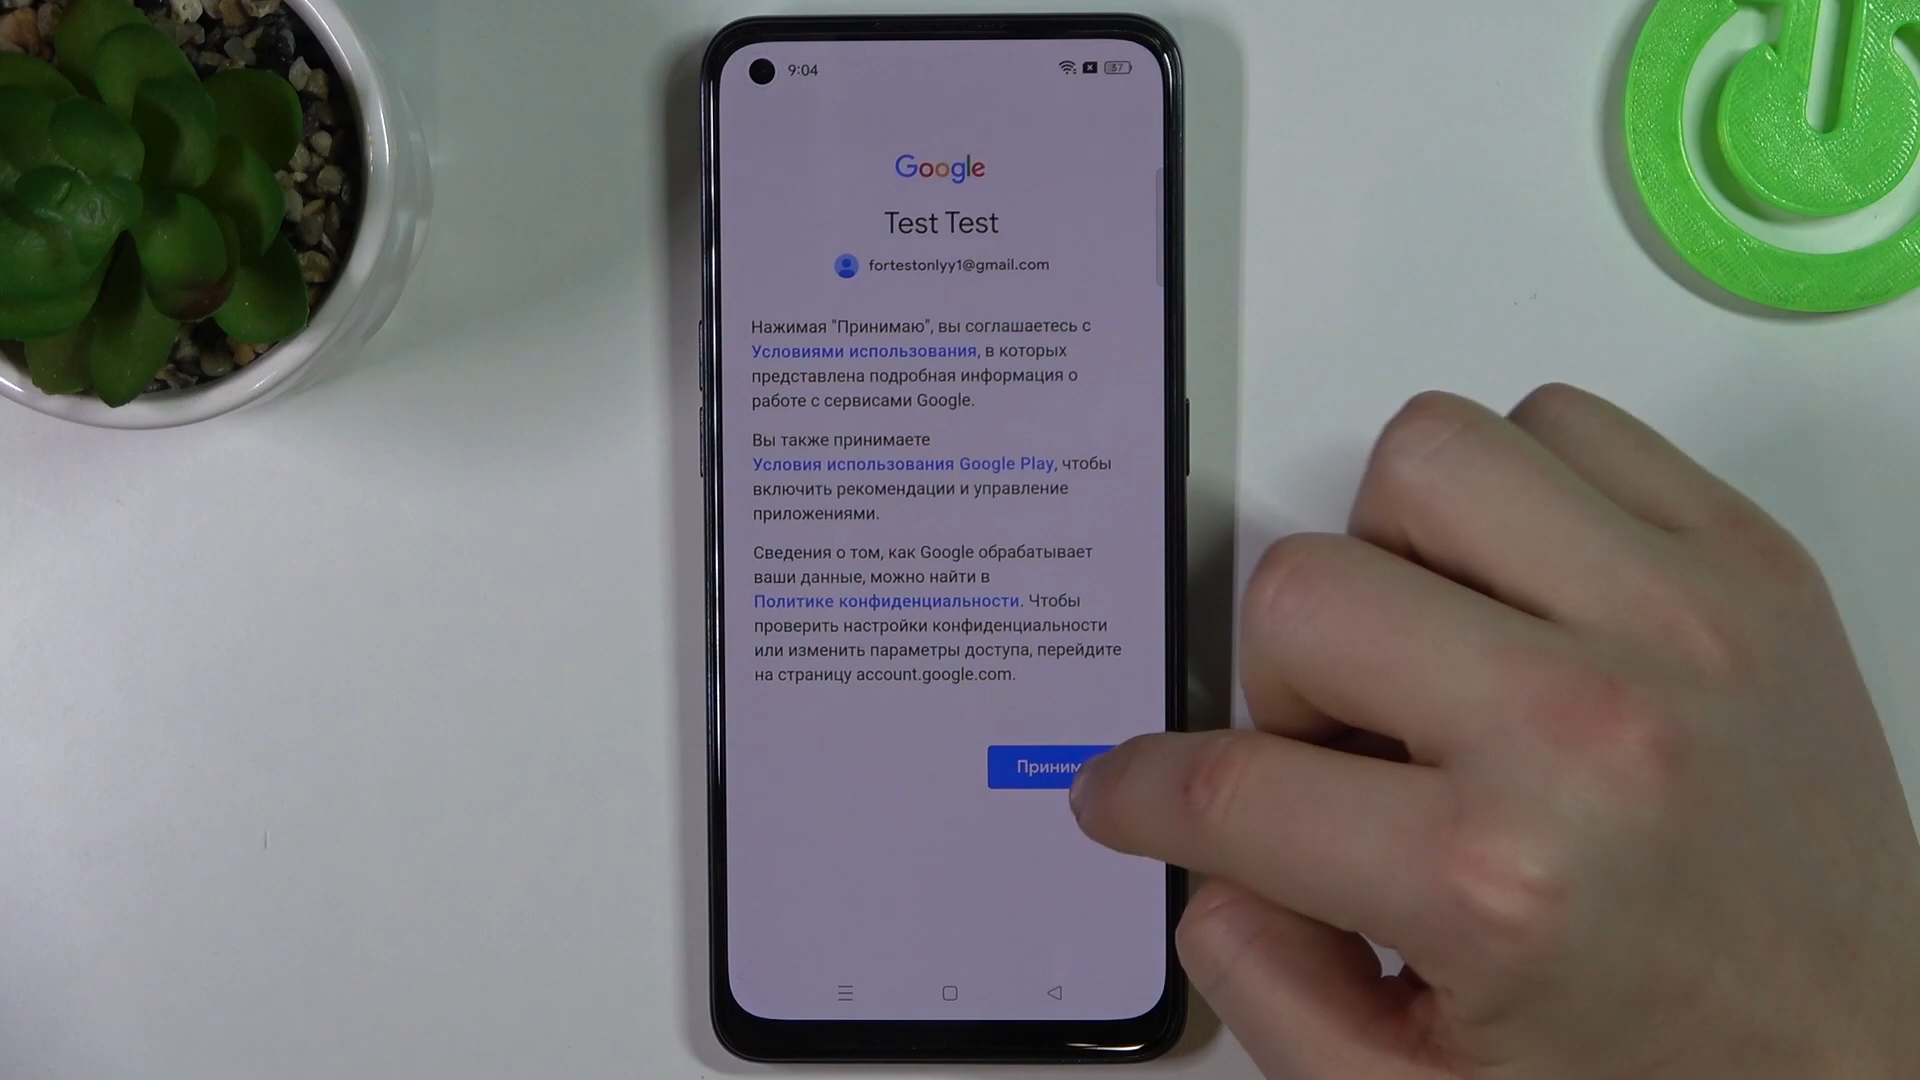 9:04
37
Google
Test Test
fortestonlyy1@gmail.com
Нажимая "Принимаю", вы соглашаетесь с
Условиями использования, в которых
представлена подробная информация о
работе с сервисами Google.
Вы также принимаете
Условия использования Google Play, чтобы
включить рекомендации и управление
приложениями.
Сведения о том, как Google обрабатывает
ваши данные, можно найти в
Политике конфиденциальности. Чтобы
проверить настройки конфиденциальности
или изменить параметры доступа, перейдите
на страницу account.google.com.
Приним